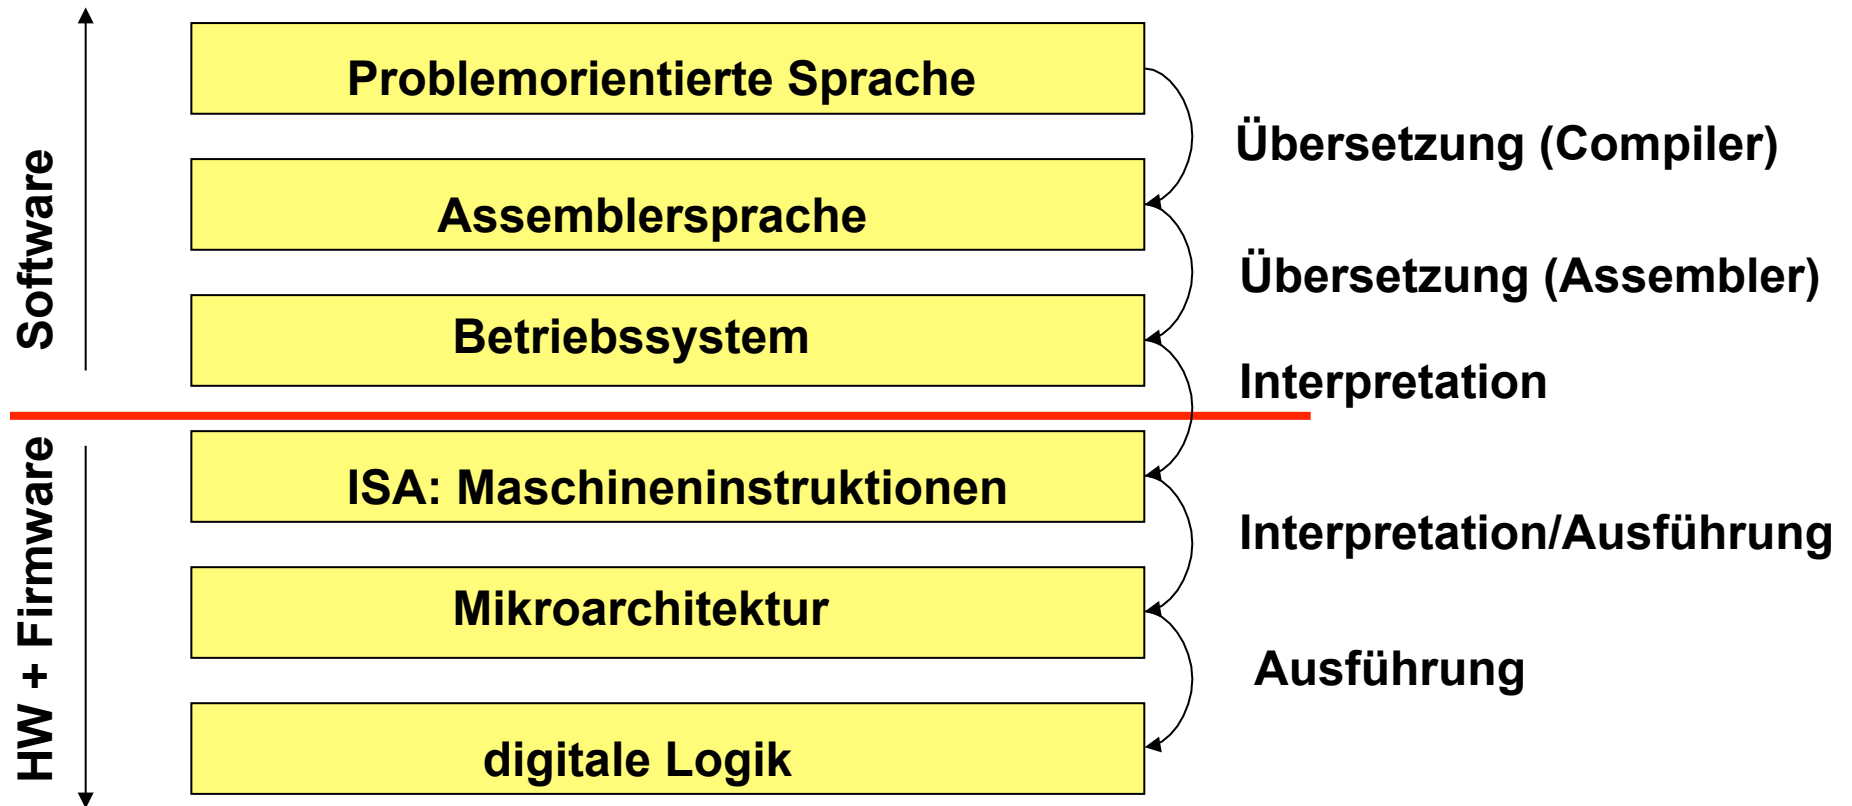 Software
Problemorientierte Sprache
Übersetzung (Compiler)
Assemblersprache
Übersetzung (Assembler)
Betriebssystem
Interpretation
HW + Firmware
ISA: Maschineninstruktionen
Interpretation/Ausführung
Mikroarchitektur
Ausführung
digitale Logik